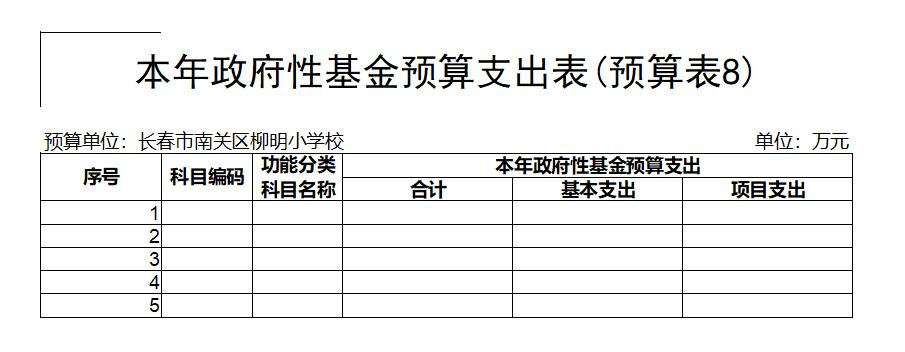 本年政府性基金预算支出表(预算表8)
预算单位：长春市南关区柳明小学校 单位：万元
序号 科目编码 功能分类科目名称 本年政府性基金预算支出
合计 基本支出 项目支出
1
2
3
4
5